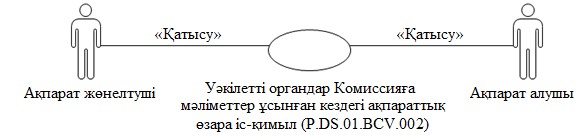 «Қатысу»
«Қатысу»
Ақпарат жөнелтуші
Уәкілетті органдар Комиссияға
мәліметтер ұсынған кездегі ақпараттық
өзара іс-қимыл (P.DS.01.BCV.002)
Ақпарат алушы